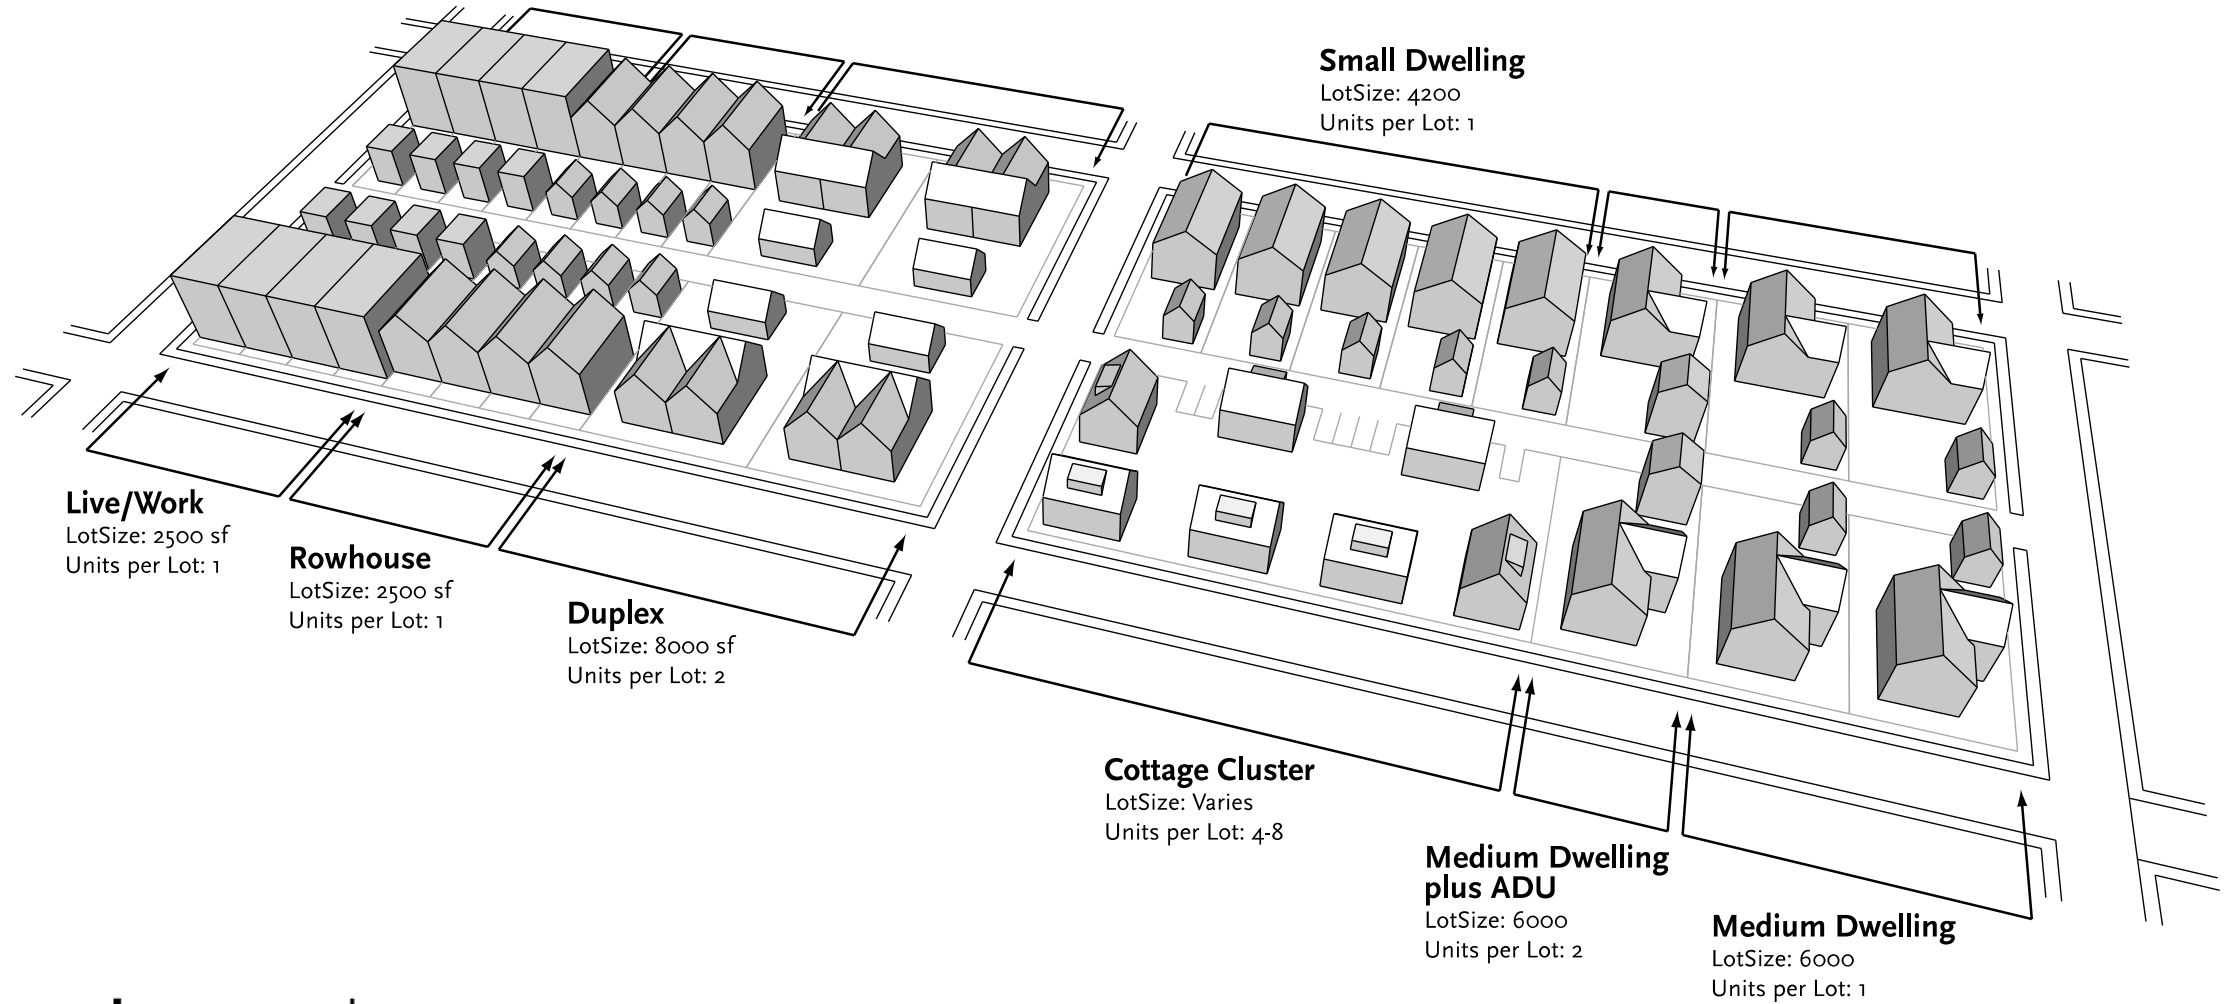 Small Dwelling
LotSize: 4200
Units per Lot: 1
Live/Work
LotSize: 2500 sf
Units per Lot: 1
Rowhouse
LotSize: 2500 sf
Units per Lot: 1
Duplex
LotSize: 8000 sf
Units per Lot: 2
Cottage Cluster
LotSize: Varies
Units per Lot: 4-8
Medium Dwelling
plus ADU
LotSize: 6000
Units per Lot: 2
Medium Dwelling
LotSize: 6000
Units per Lot: 1